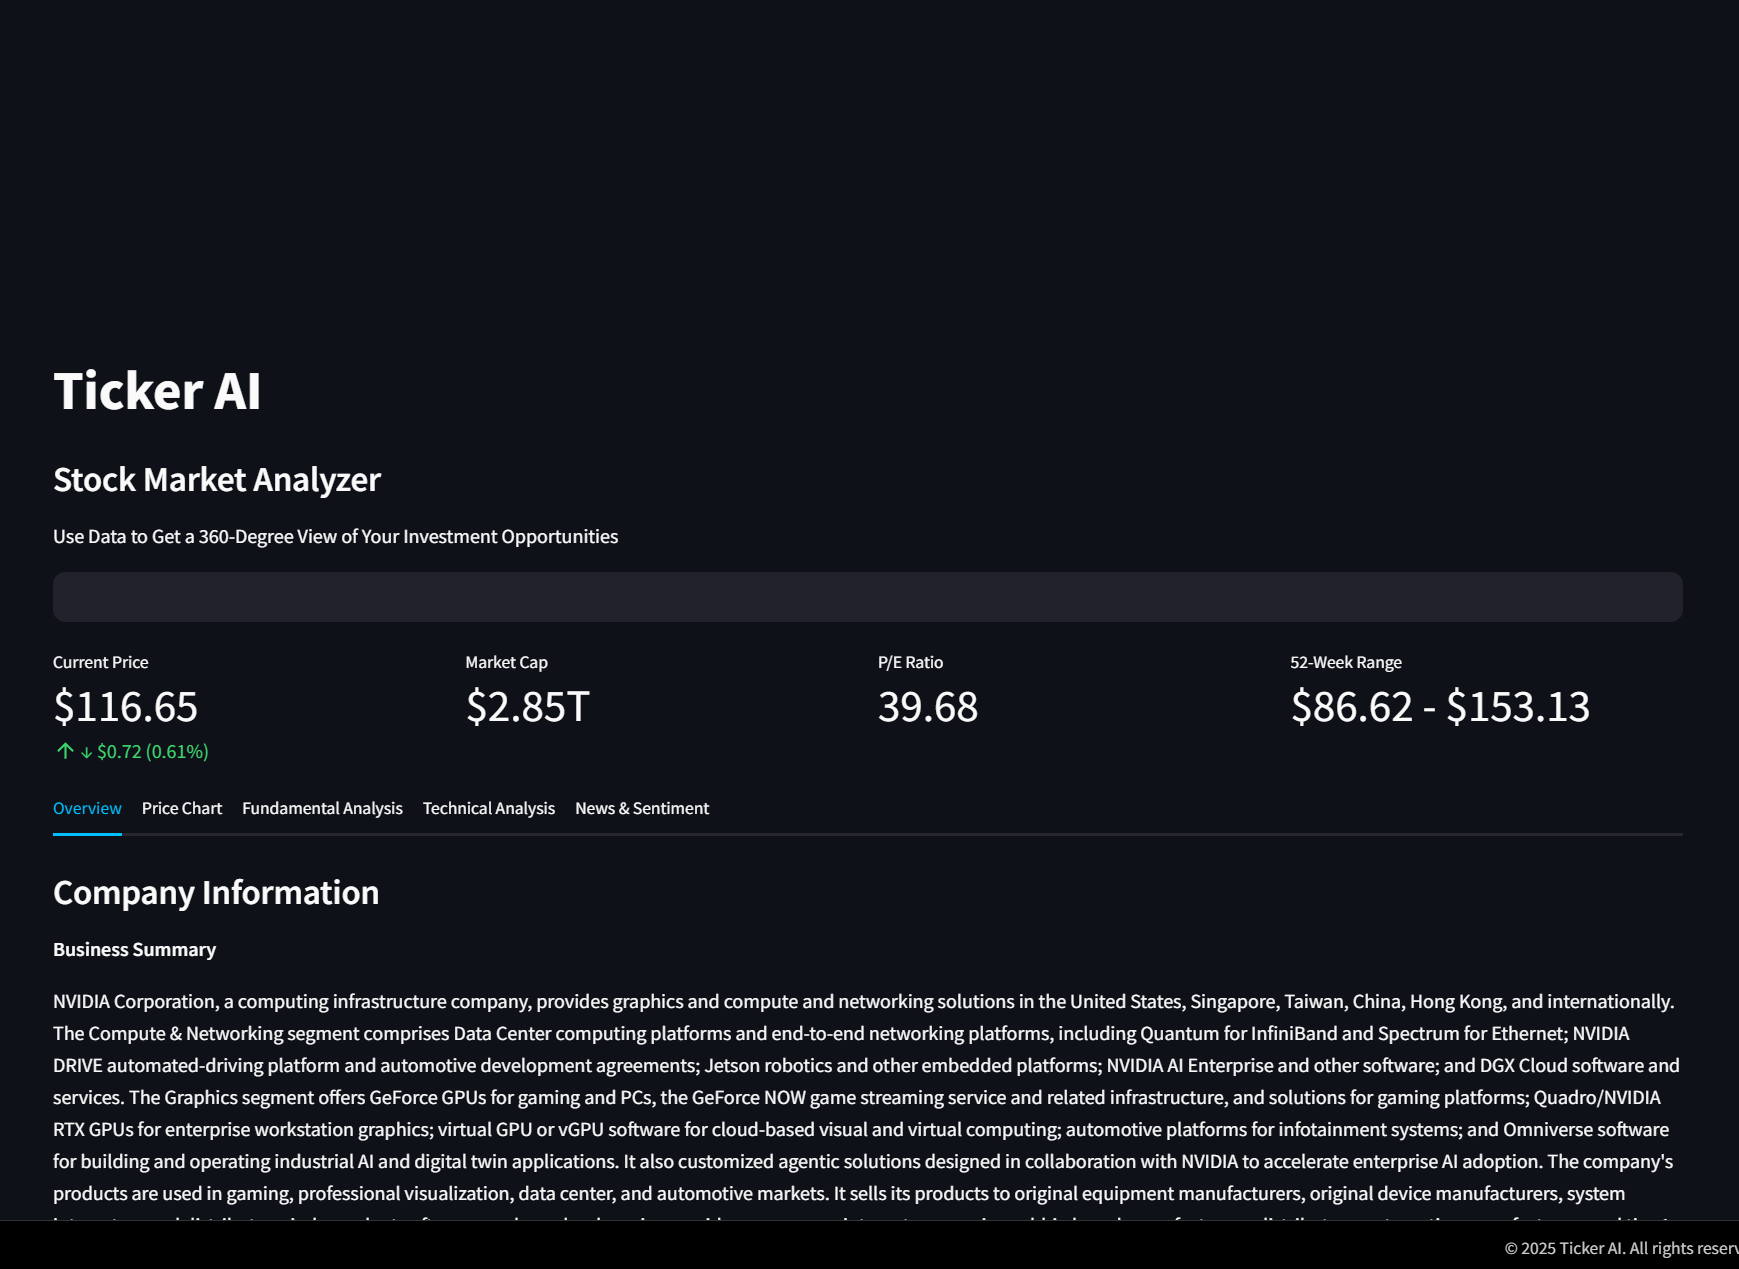 Ticker AI
Stock Market Analyzer
Use Data to Get a 360-Degree View of Your Investment Opportunities
Current Price
$116.65
↑ ↓ $0.72 (0.61%)
Market Cap
$2.85T
P/E Ratio
39.68
52-Week Range
$86.62 - $153.13
Overview Price Chart Fundamental Analysis Technical Analysis News & Sentiment
Company Information
Business Summary
NVIDIA Corporation, a computing infrastructure company, provides graphics and compute and networking solutions in the United States, Singapore, Taiwan, China, Hong Kong, and internationally.
The Compute & Networking segment comprises Data Center computing platforms and end-to-end networking platforms, including Quantum for InfiniBand and Spectrum for Ethernet; NVIDIA
DRIVE automated-driving platform and automotive development agreements; Jetson robotics and other embedded platforms; NVIDIA AI Enterprise and other software; and DGX Cloud software and
services. The Graphics segment offers GeForce GPUs for gaming and PCs, the GeForce NOW game streaming service and related infrastructure, and solutions for gaming platforms; Quadro/NVIDIA
RTX GPUs for enterprise workstation graphics; virtual GPU or vGPU software for cloud-based visual and virtual computing; automotive platforms for infotainment systems; and Omniverse software
for building and operating industrial AI and digital twin applications. It also customized agentic solutions designed in collaboration with NVIDIA to accelerate enterprise AI adoption. The company's
products are used in gaming, professional visualization, data center, and automotive markets. It sells its products to original equipment manufacturers, original device manufacturers, system
© 2025 Ticker AI. All rights reserv